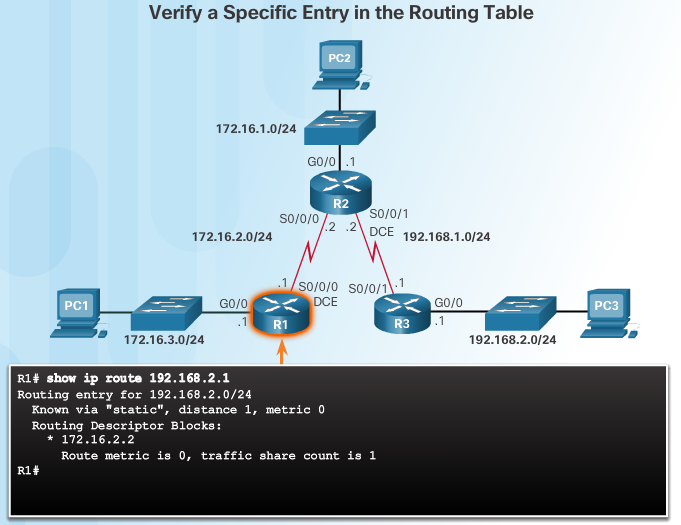 Verify a Specific Entry in the Routing Table
PC2
172.16.1.0/24
G0/0 .1
R2
S0/0/0 S0/0/1
.2 .2 DCE
172.16.2.0/24 192.168.1.0/24
.1 S0/0/0 S0/0/1 .1
DCE
PC1 G0/0 R1 R3 G0/0 PC3
.1 .1
172.16.3.0/24 192.168.2.0/24
R1# show ip route 192.168.2.1
Routing entry for 192.168.2.0/24
Known via "static", distance 1, metric 0
Routing Descriptor Blocks:
* 172.16.2.2
Route metric is 0, traffic share count is 1
R1#